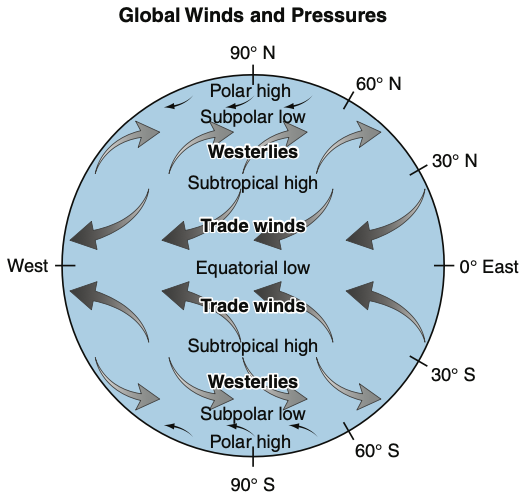 Global Winds and Pressures
90° N
Polar high
60° N
Subpolar low
Westerlies
30° N
Subtropical high
Trade winds
West
Equatorial low
0° East
Trade winds
Subtropical high
30° S
Westerlies
Subpolar low
Polar high
60° S
90° S